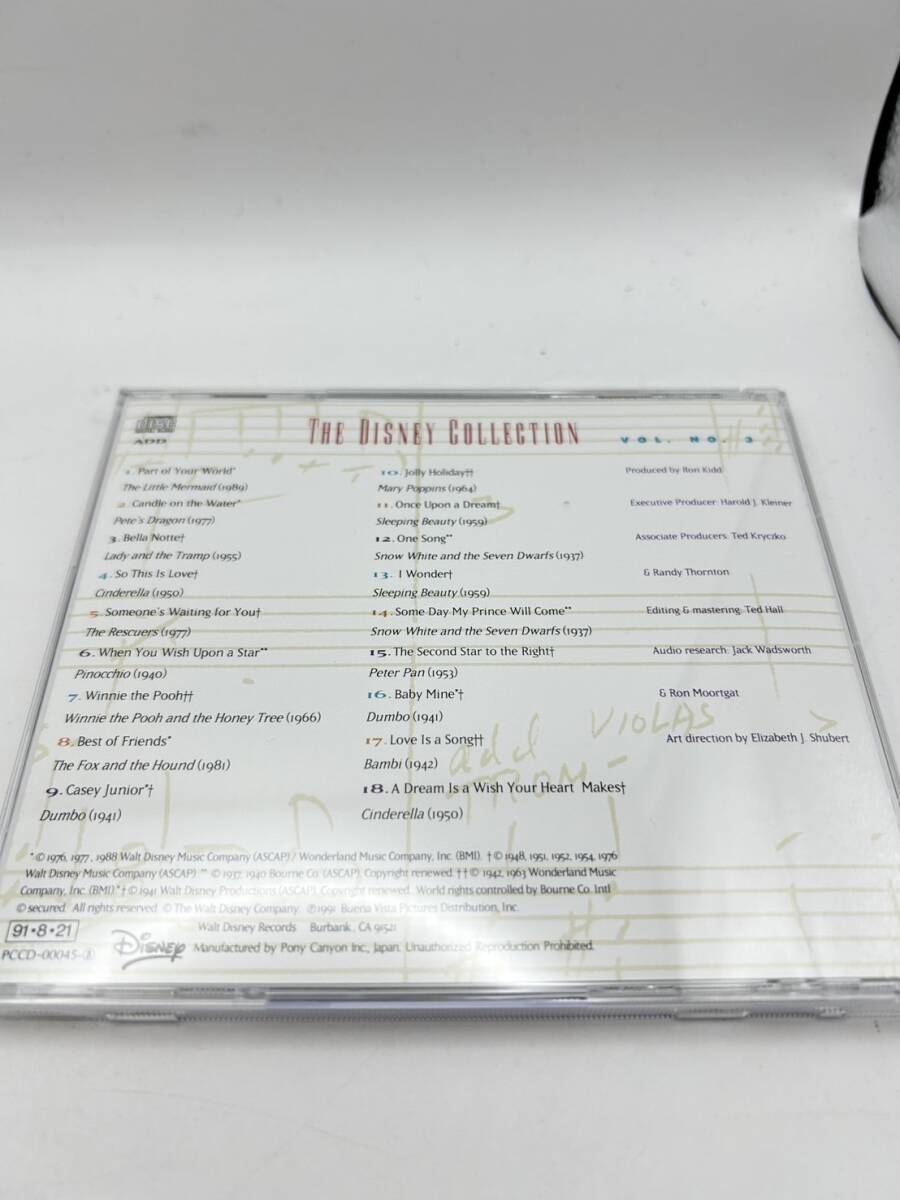 COMPACT DISC
ADD
THE DISNEY COLLECTION
VOL. NO. 3
1. Part of Your World*
The Little Mermaid (1989)
2. Candle on the Water*
Pete's Dragon (1977)
3. Bella Notte†
Lady and the Tramp (1955)
4. So This Is Love†
Cinderella (1950)
5. Someone's Waiting for You†
The Rescuers (1977)
6. When You Wish Upon a Star**
Pinocchio (1940)
7. Winnie the Pooh††
Winnie the Pooh and the Honey Tree (1966)
8. Best of Friends*
The Fox and the Hound (1981)
9. Casey Junior*†
Dumbo (1941)
10. Jolly Holiday††
Mary Poppins (1964)
11. Once Upon a Dream†
Sleeping Beauty (1959)
12. One Song**
Snow White and the Seven Dwarfs (1937)
13. I Wonder†
Sleeping Beauty (1959)
14. Some Day My Prince Will Come**
Snow White and the Seven Dwarfs (1937)
15. The Second Star to the Right†
Peter Pan (1953)
16. Baby Mine*†
Dumbo (1941)
17. Love Is a Song††
Bambi (1942)
18. A Dream Is a Wish Your Heart Makes†
Cinderella (1950)
Produced by Ron Kidd
Executive Producer: Harold J. Kleiner
Associate Producers: Ted Kryczko
& Randy Thornton
Editing & mastering: Ted Hall
Audio research: Jack Wadsworth
& Ron Moortgat
Art direction by Elizabeth J. Shubert
add VIOLAS
TROM-
* © 1976, 1977, 1988 Walt Disney Music Company (ASCAP) / Wonderland Music Company, Inc. (BMI). † © 1948, 1951, 1952, 1954, 1976
Walt Disney Music Company (ASCAP) ** © 1937, 1940 Bourne Co. (ASCAP). Copyright renewed. †† © 1942, 1963 Wonderland Music
Company, Inc. (BMI) *† © 1941 Walt Disney Productions (ASCAP). Copyright renewed. World rights controlled by Bourne Co. Intl
© secured. All rights reserved. © The Walt Disney Company. ℗ 1991 Buena Vista Pictures Distribution, Inc.
91・8・21
Walt Disney Records Burbank, CA 91521
PCCD-00045-
Disney
Manufactured by Pony Canyon Inc., Japan. Unauthorized Reproduction Prohibited.